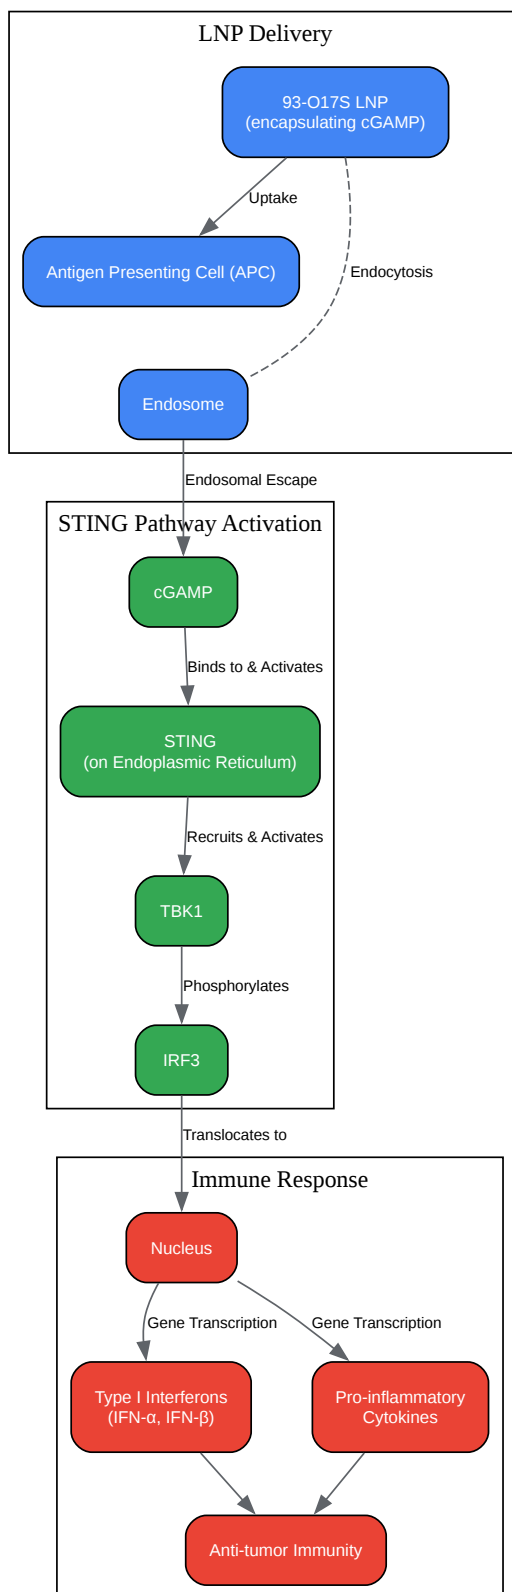 LNP Delivery
93-O17S LNP
(encapsulating cGAMP)
Uptake
Antigen Presenting Cell (APC)
Endocytosis
Endosome
Endosomal Escape
STING Pathway Activation
cGAMP
Binds to & Activates
STING
(on Endoplasmic Reticulum)
Recruits & Activates
TBK1
Phosphorylates
IRF3
Translocates to
Immune Response
Nucleus
Gene Transcription
Gene Transcription
Type I Interferons
(IFN-α, IFN-β)
Pro-inflammatory
Cytokines
Anti-tumor Immunity